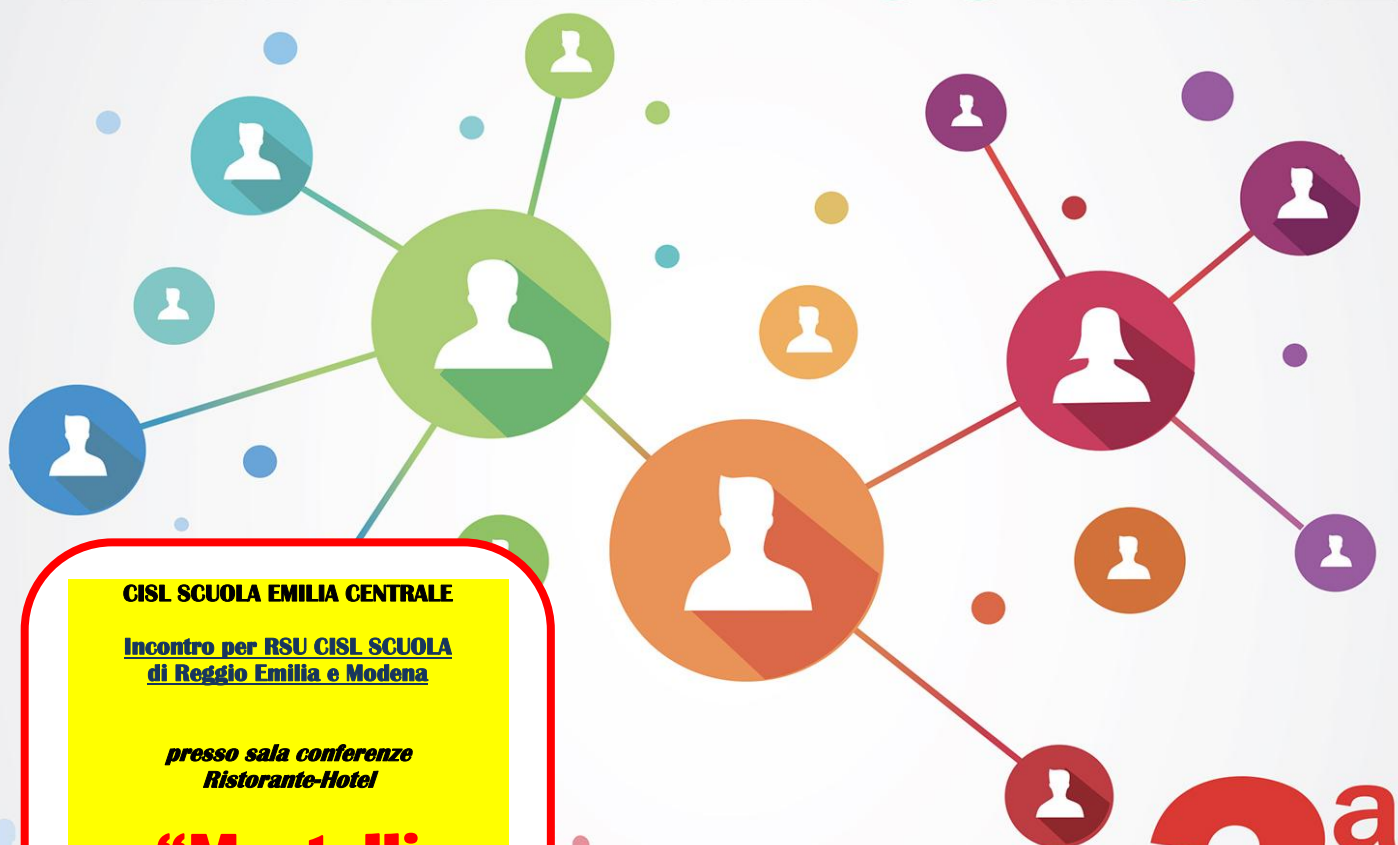 CISL SCUOLA EMILIA CENTRALE
Incontro per RSU CISL SCUOLA
di Reggio Emilia e Modena
presso sala conferenze
Ristorante-Hotel
a